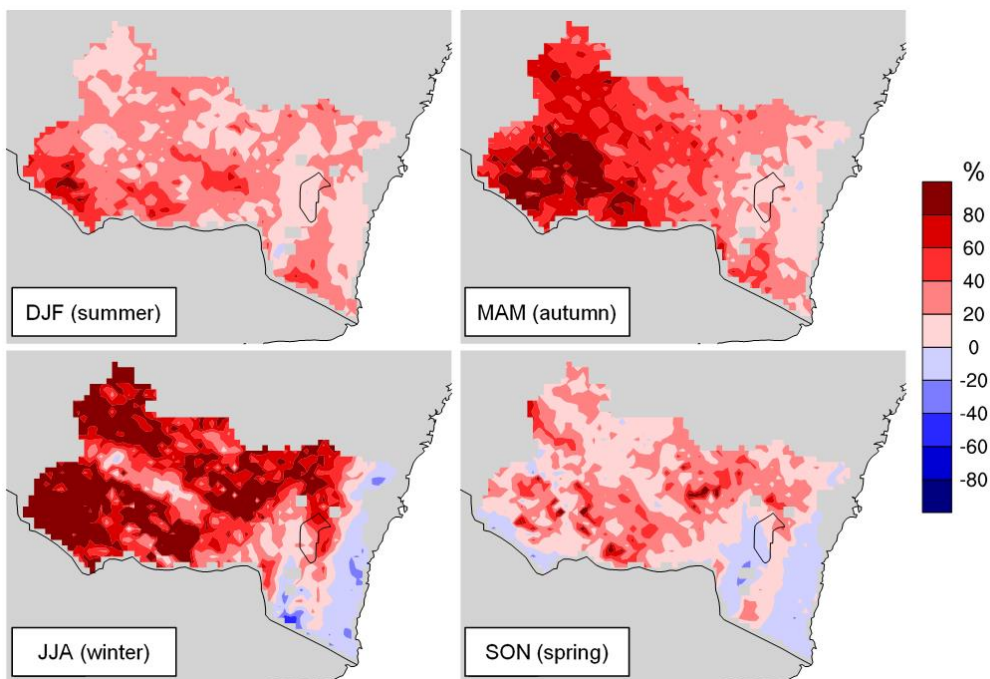 DJF (summer)
MAM (autumn)
JJA (winter)
SON (spring)
%
80
60
40
20
0
-20
-40
-60
-80